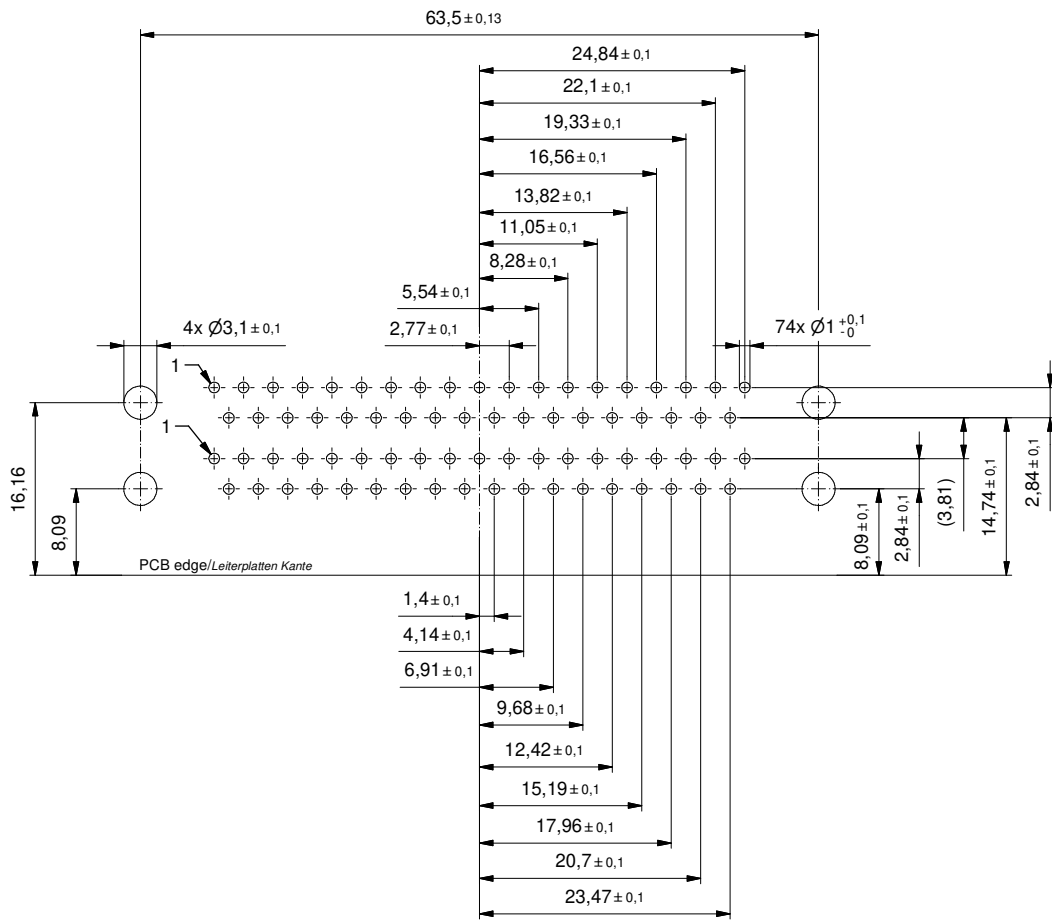 63,5 ± 0,13
24,84 ± 0,1
22,1 ± 0,1
19,33 ± 0,1
16,56 ± 0,1
13,82 ± 0,1
11,05 ± 0,1
8,28 ± 0,1
5,54 ± 0,1
4x Ø3,1 ± 0,1
2,77 ± 0,1
74x Ø1 +0,1 -0
1
1
16,16
8,09
PCB edge/Leiterplatten Kante
8,09 ± 0,1
2,84 ± 0,1
(3,81)
14,74 ± 0,1
2,84 ± 0,1
1,4 ± 0,1
4,14 ± 0,1
6,91 ± 0,1
9,68 ± 0,1
12,42 ± 0,1
15,19 ± 0,1
17,96 ± 0,1
20,7 ± 0,1
23,47 ± 0,1